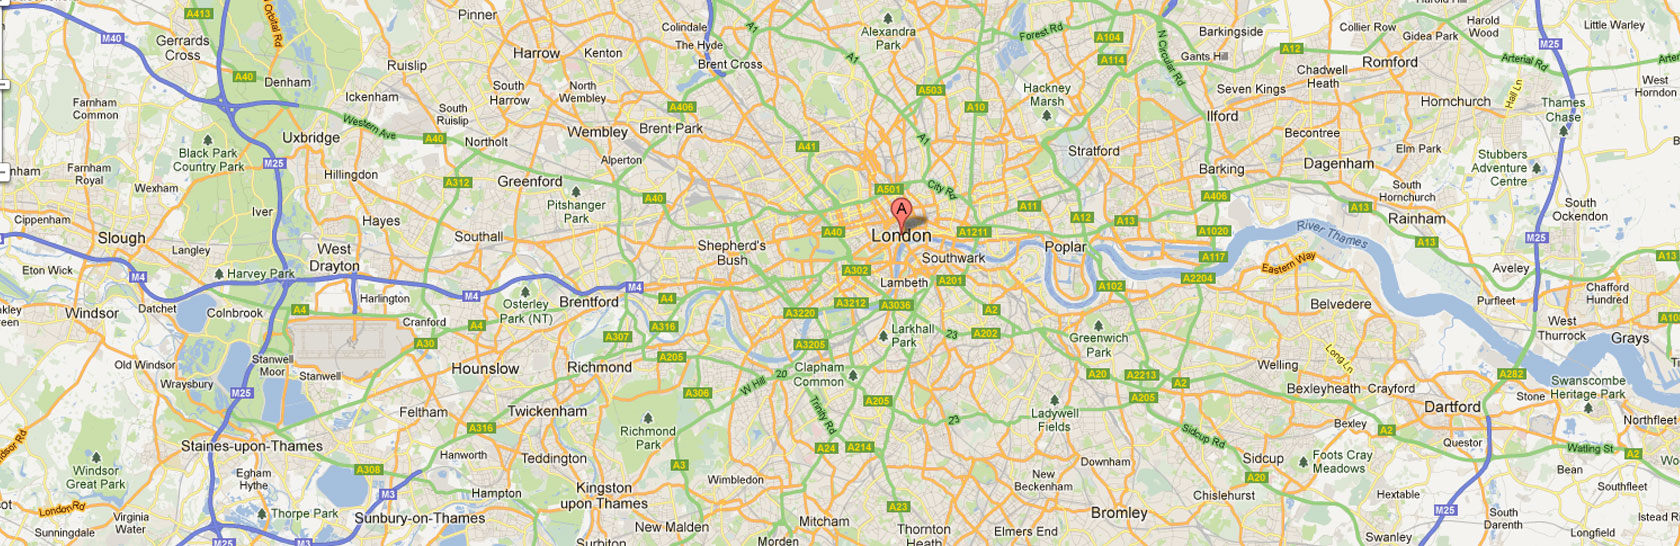 A413
N Orbital Rd
Pinner
Colindale
A1
Alexandra
Park
Forest Rd
A104
N Circular Rd
Barkingside
Collier Row
Harold
Wood
Little Warley
M40
Gerrards
Cross
Harrow
Kenton
The Hyde
Brent Cross
A1
A114
Gants Hill
A12
Gidea Park
M25
Ruislip
Romford
Arterial Rd
A40
Denham
Ickenham
South
Harrow
North
Wembley
A503
Hackney
Marsh
Seven Kings
Chadwell
Heath
Hall Ln
West
Horndon
Farnham
Common
South
Ruislip
A406
A10
Ilford
Hornchurch
Thames
Chase
Uxbridge
Western Ave
A40
Northolt
Wembley
Brent Park
A1
Becontree
A41
Stratford
Elm Park
Black Park
Country Park
M25
Alperton
Barking
Dagenham
Stubbers
Adventure
Centre
Farnham
Royal
Hillingdon
A312
Greenford
A501
City Rd
South
Hornchurch
Wexham
Pitshanger
Park
A40
A406
Cippenham
Iver
Hayes
A
A11
A12
A13
A13
Rainham
South
Ockendon
Slough
Langley
West
Drayton
Southall
Shepherd's
Bush
A40
London
A1211
Poplar
A1020
River Thames
A13
M25
Eton Wick
M4
Harvey Park
Southwark
A117
Eastern Way
A13
Aveley
Datchet
M4
Osterley
Park (NT)
Brentford
M4
A4
A302
Lambeth
A201
A102
A2204
Purfleet
Chafford
Hundred
Windsor
Colnbrook
A4
Harlington
Cranford
A4
A3212
A3036
A2
Belvedere
A3220
West
Thurrock
A307
A316
Larkhall
Park
23
A202
Greenwich
Park
Grays
Old Windsor
Stanwell
Moor
A30
A205
A3205
Long Ln
Stanwell
Hounslow
Richmond
Clapham
Common
20
W Hill
A20
A2213
A2
Welling
A282
Wraysbury
M25
A306
A205
A205
Bexleyheath
Crayford
Swanscombe
Heritage Park
Stone
Feltham
Twickenham
Trinity Rd
23
Ladywell
Fields
Dartford
Northfleet
A316
Richmond
Park
Sidcup Rd
Bexley
A2
Staines-upon-Thames
A24
A214
Questor
Watling St
A2
Hanworth
Teddington
A3
Downham
Sidcup
Foots Cray
Meadows
Bean
Windsor
Great Park
Egham
Hythe
A308
Wimbledon
New
Beckenham
A20
Southfleet
M3
Hampton
Kingston
upon Thames
Chislehurst
Hextable
London Rd
Virginia
Water
Thorpe Park
Sunbury-on-Thames
A23
Bromley
M25
South
Darenth
Sunningdale
M25
M3
New Malden
Surbiton
Mitcham
Morden
Thornton
Heath
Elmers End
Swanley
Longfield